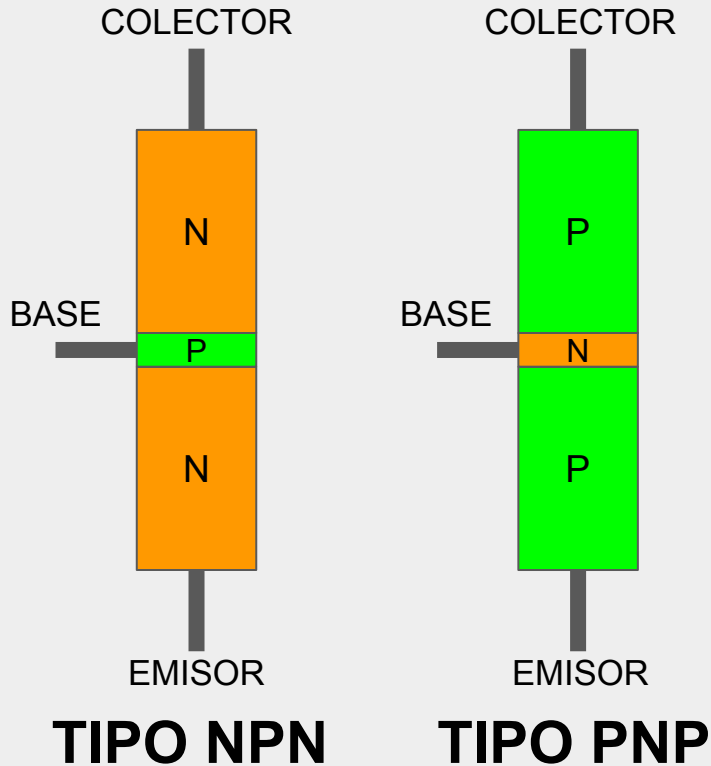 COLECTOR
N
BASE
P
N
EMISOR
TIPO NPN
COLECTOR
P
BASE
N
P
EMISOR
TIPO PNP